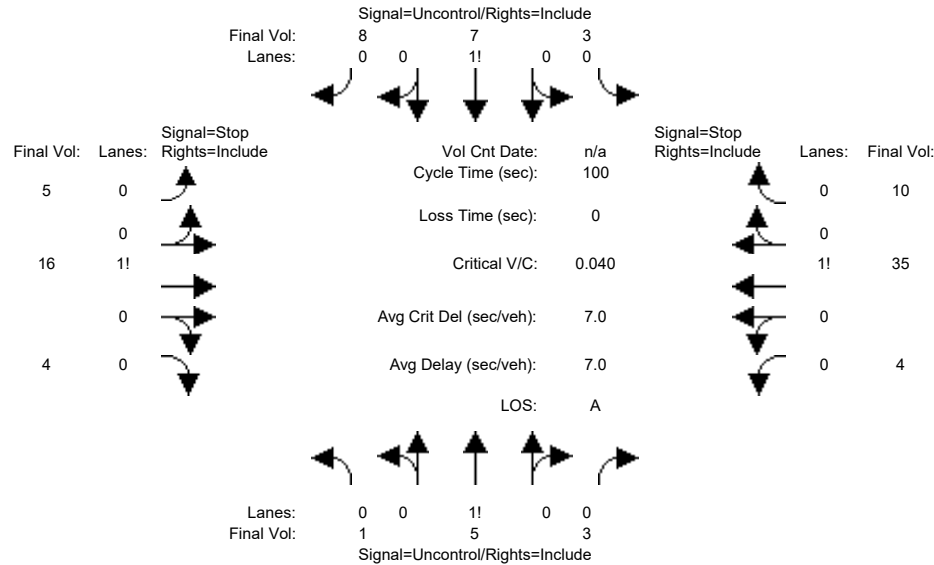 Signal=Uncontrol/Rights=Include
Final Vol: 8 7 3
Lanes: 0 0 1! 0 0
Signal=Stop Signal=Stop
Final Vol: Lanes: Rights=Include Vol Cnt Date: n/a Rights=Include Lanes: Final Vol:
Cycle Time (sec): 100
5 0 0 10
Loss Time (sec): 0
0 0
16 1! Critical V/C: 0.040 1! 35
0 Avg Crit Del (sec/veh): 7.0 0
4 0 Avg Delay (sec/veh): 7.0 0 4
LOS: A
Lanes: 0 0 1! 0 0
Final Vol: 1 5 3
Signal=Uncontrol/Rights=Include